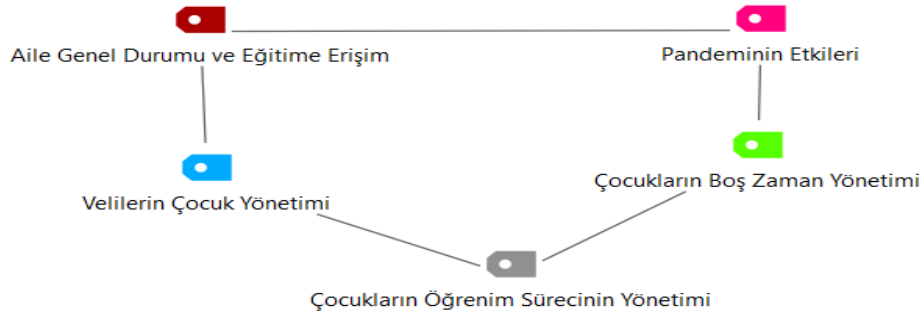 Aile Genel Durumu ve Eğitime Erişim
Pandeminin Etkileri
Velilerin Çocuk Yönetimi
Çocukların Boş Zaman Yönetimi
Çocukların Öğrenim Sürecinin Yönetimi